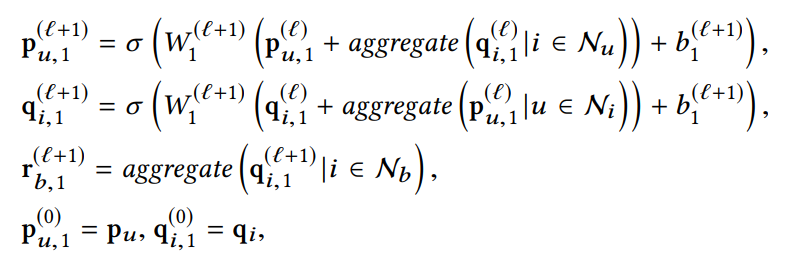 p_{u,1}^{(ℓ+1)} = σ ( W_1^{(ℓ+1)} ( p_{u,1}^{(ℓ)} + aggregate ( q_{i,1}^{(ℓ)} | i ∈ N_u ) ) + b_1^{(ℓ+1)} ) ,
q_{i,1}^{(ℓ+1)} = σ ( W_1^{(ℓ+1)} ( q_{i,1}^{(ℓ)} + aggregate ( p_{u,1}^{(ℓ)} | u ∈ N_i ) ) + b_1^{(ℓ+1)} ) ,
r_{b,1}^{(ℓ+1)} = aggregate ( q_{i,1}^{(ℓ+1)} | i ∈ N_b ) ,
p_{u,1}^{(0)} = p_u, q_{i,1}^{(0)} = q_i,